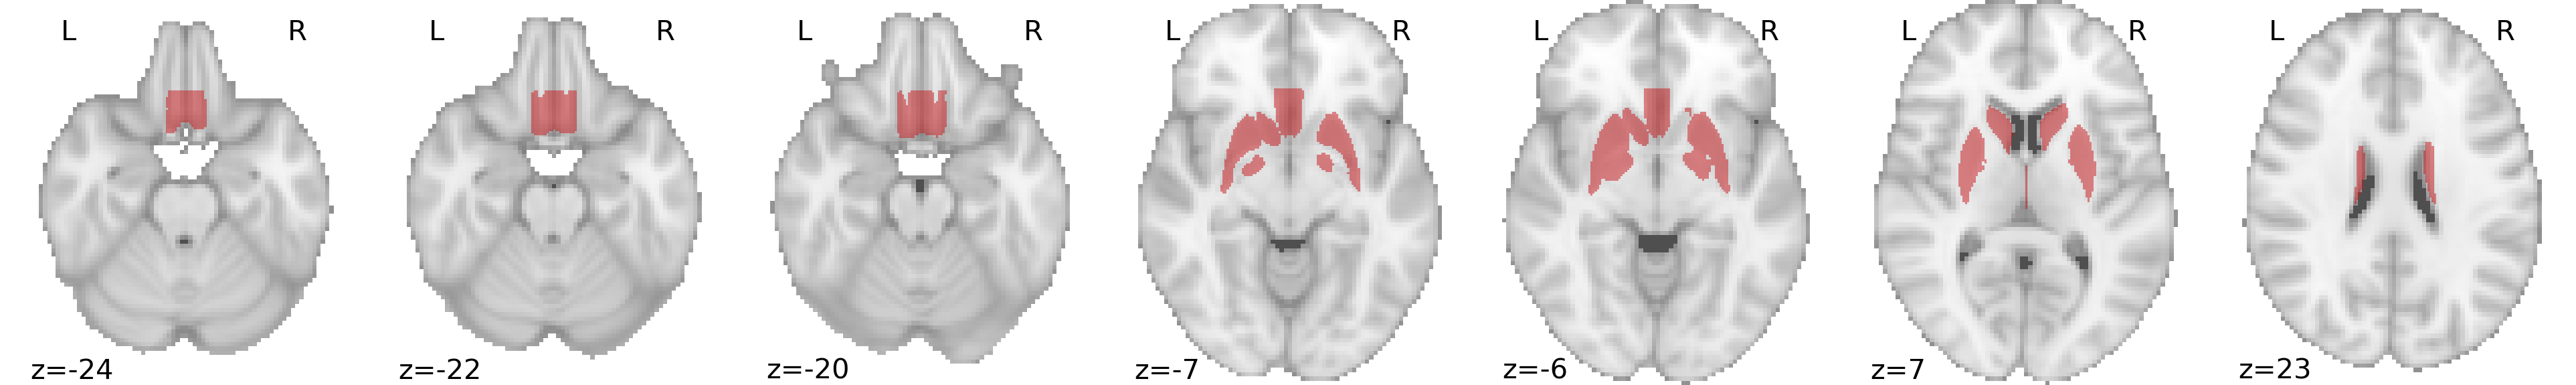 L R L R L R L R L R L R L R
z=-24 z=-22 z=-20 z=-7 z=-6 z=7 z=23